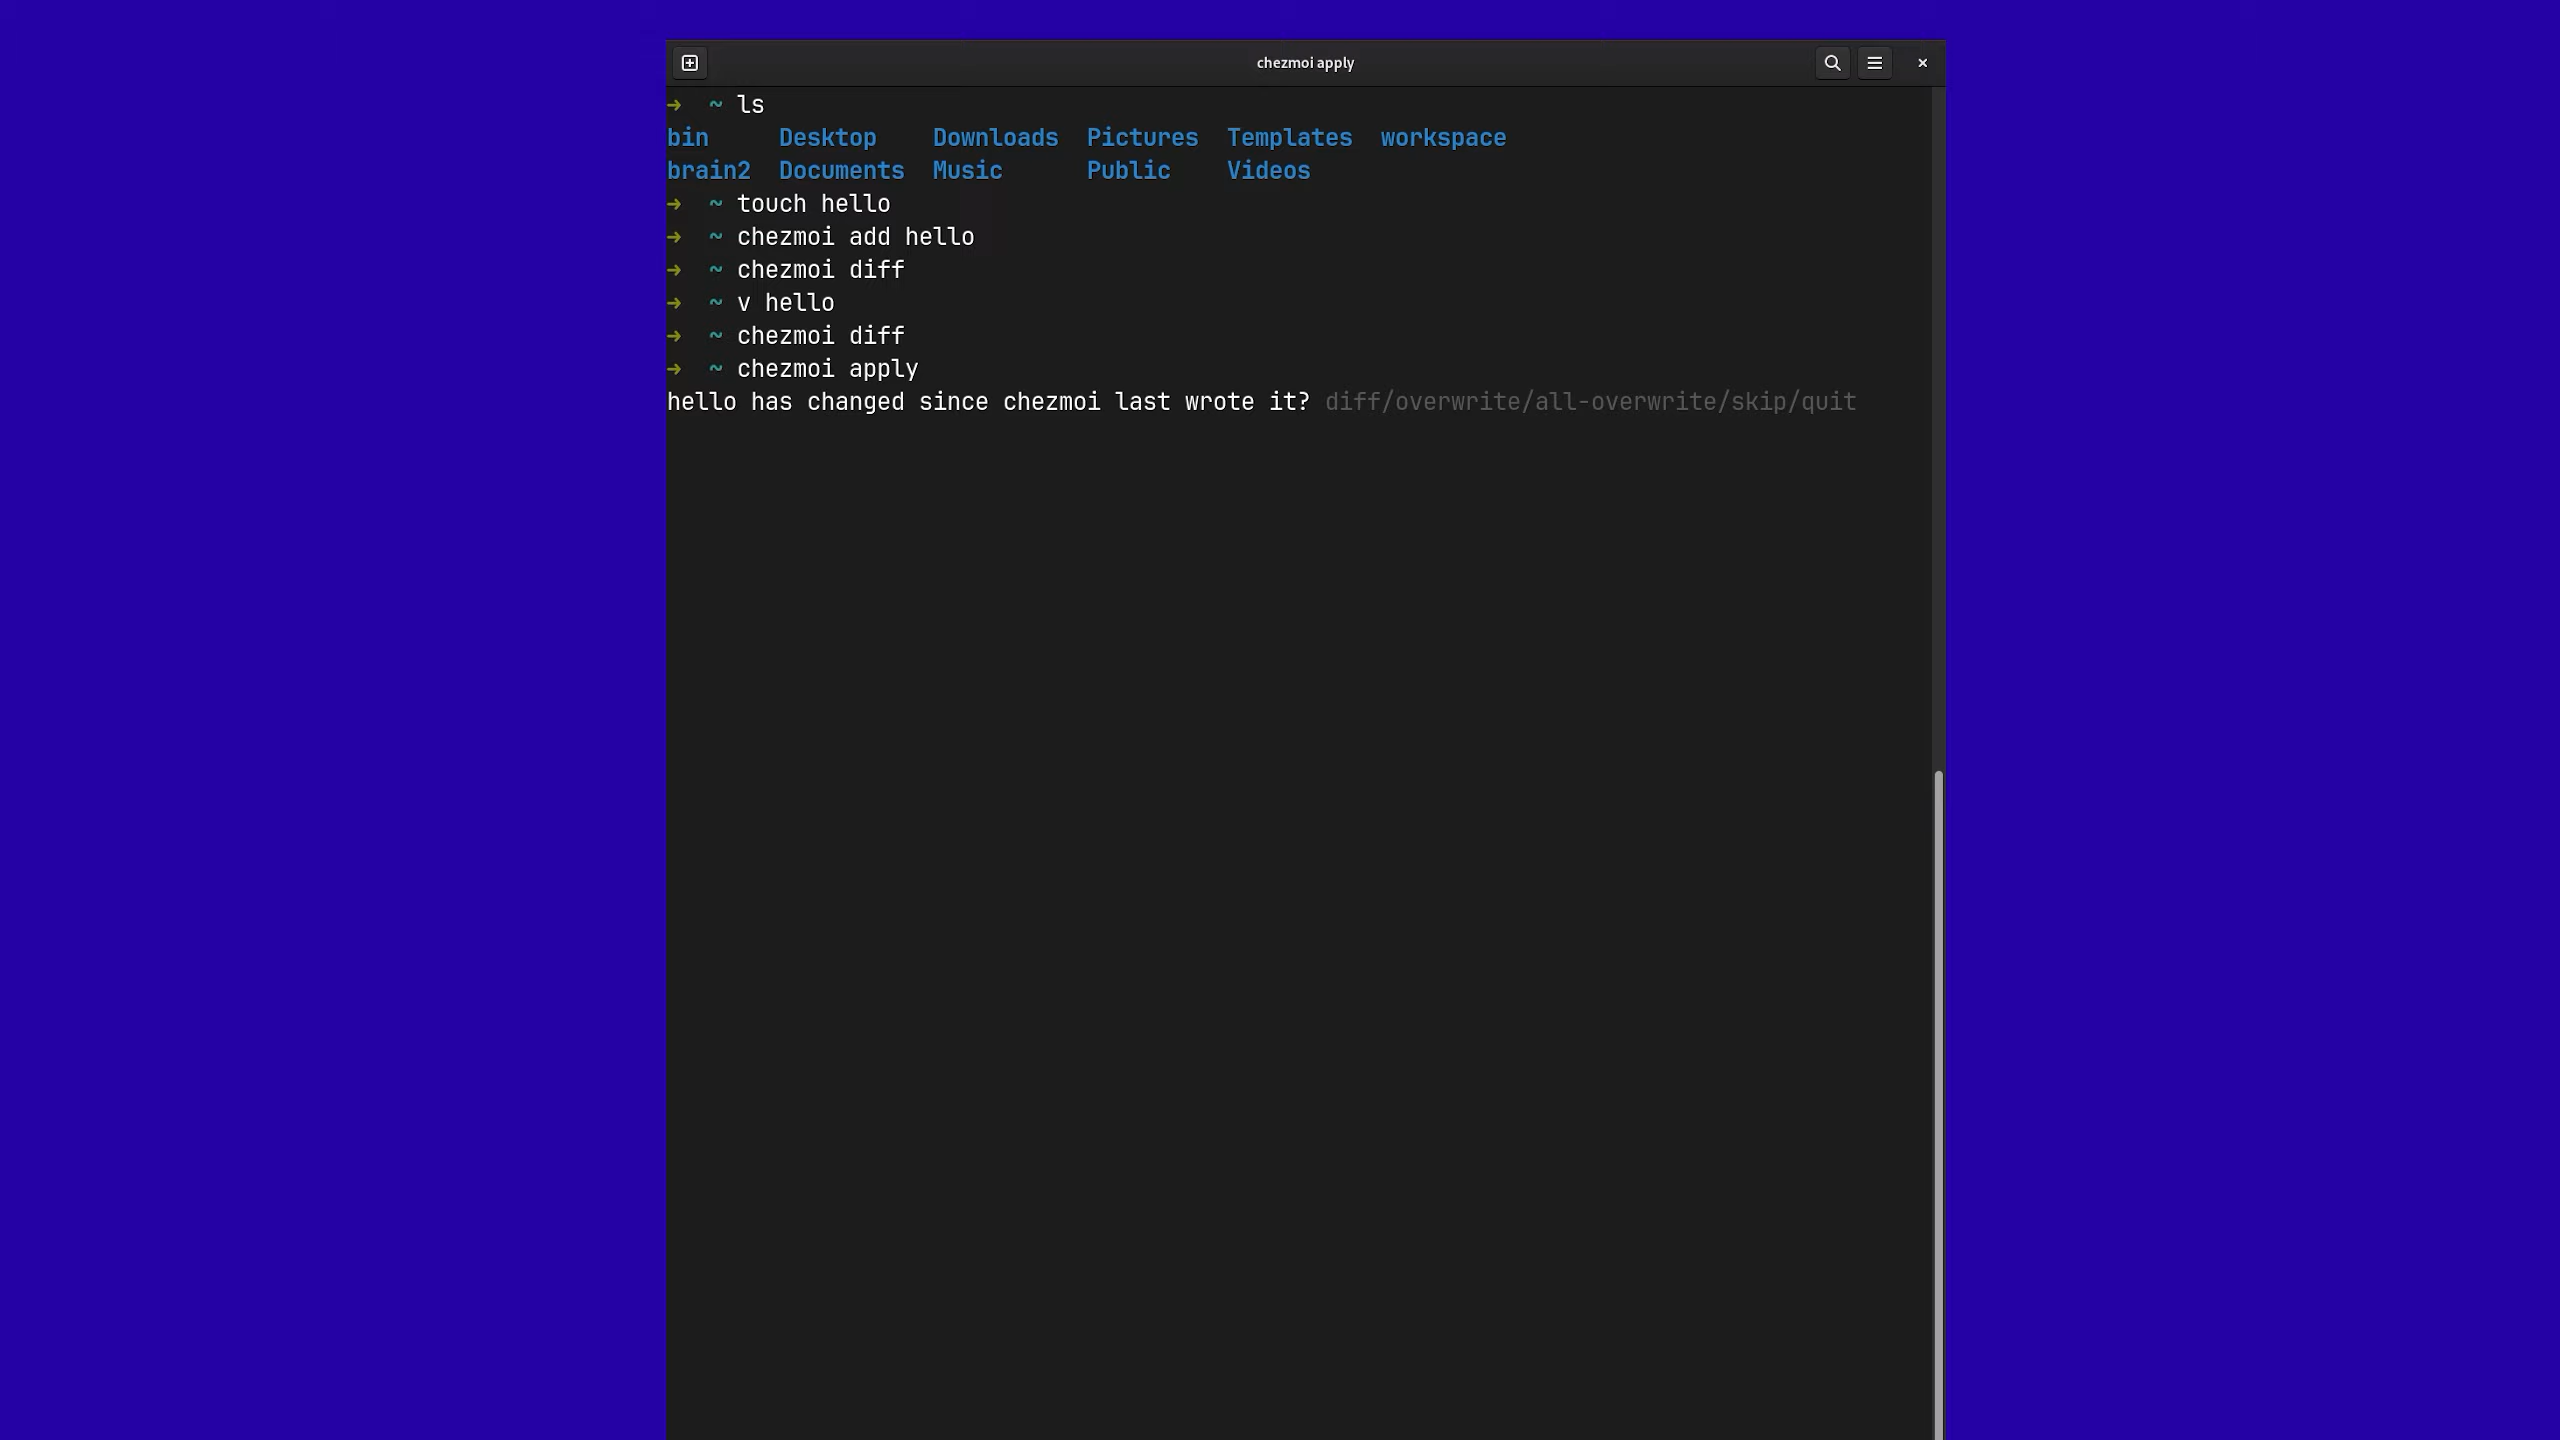 chezmoi apply
➜  ~ ls
bin     Desktop    Downloads  Pictures  Templates  workspace
brain2  Documents  Music      Public    Videos
➜  ~ touch hello
➜  ~ chezmoi add hello
➜  ~ chezmoi diff
➜  ~ v hello
➜  ~ chezmoi diff
➜  ~ chezmoi apply
hello has changed since chezmoi last wrote it? diff/overwrite/all-overwrite/skip/quit